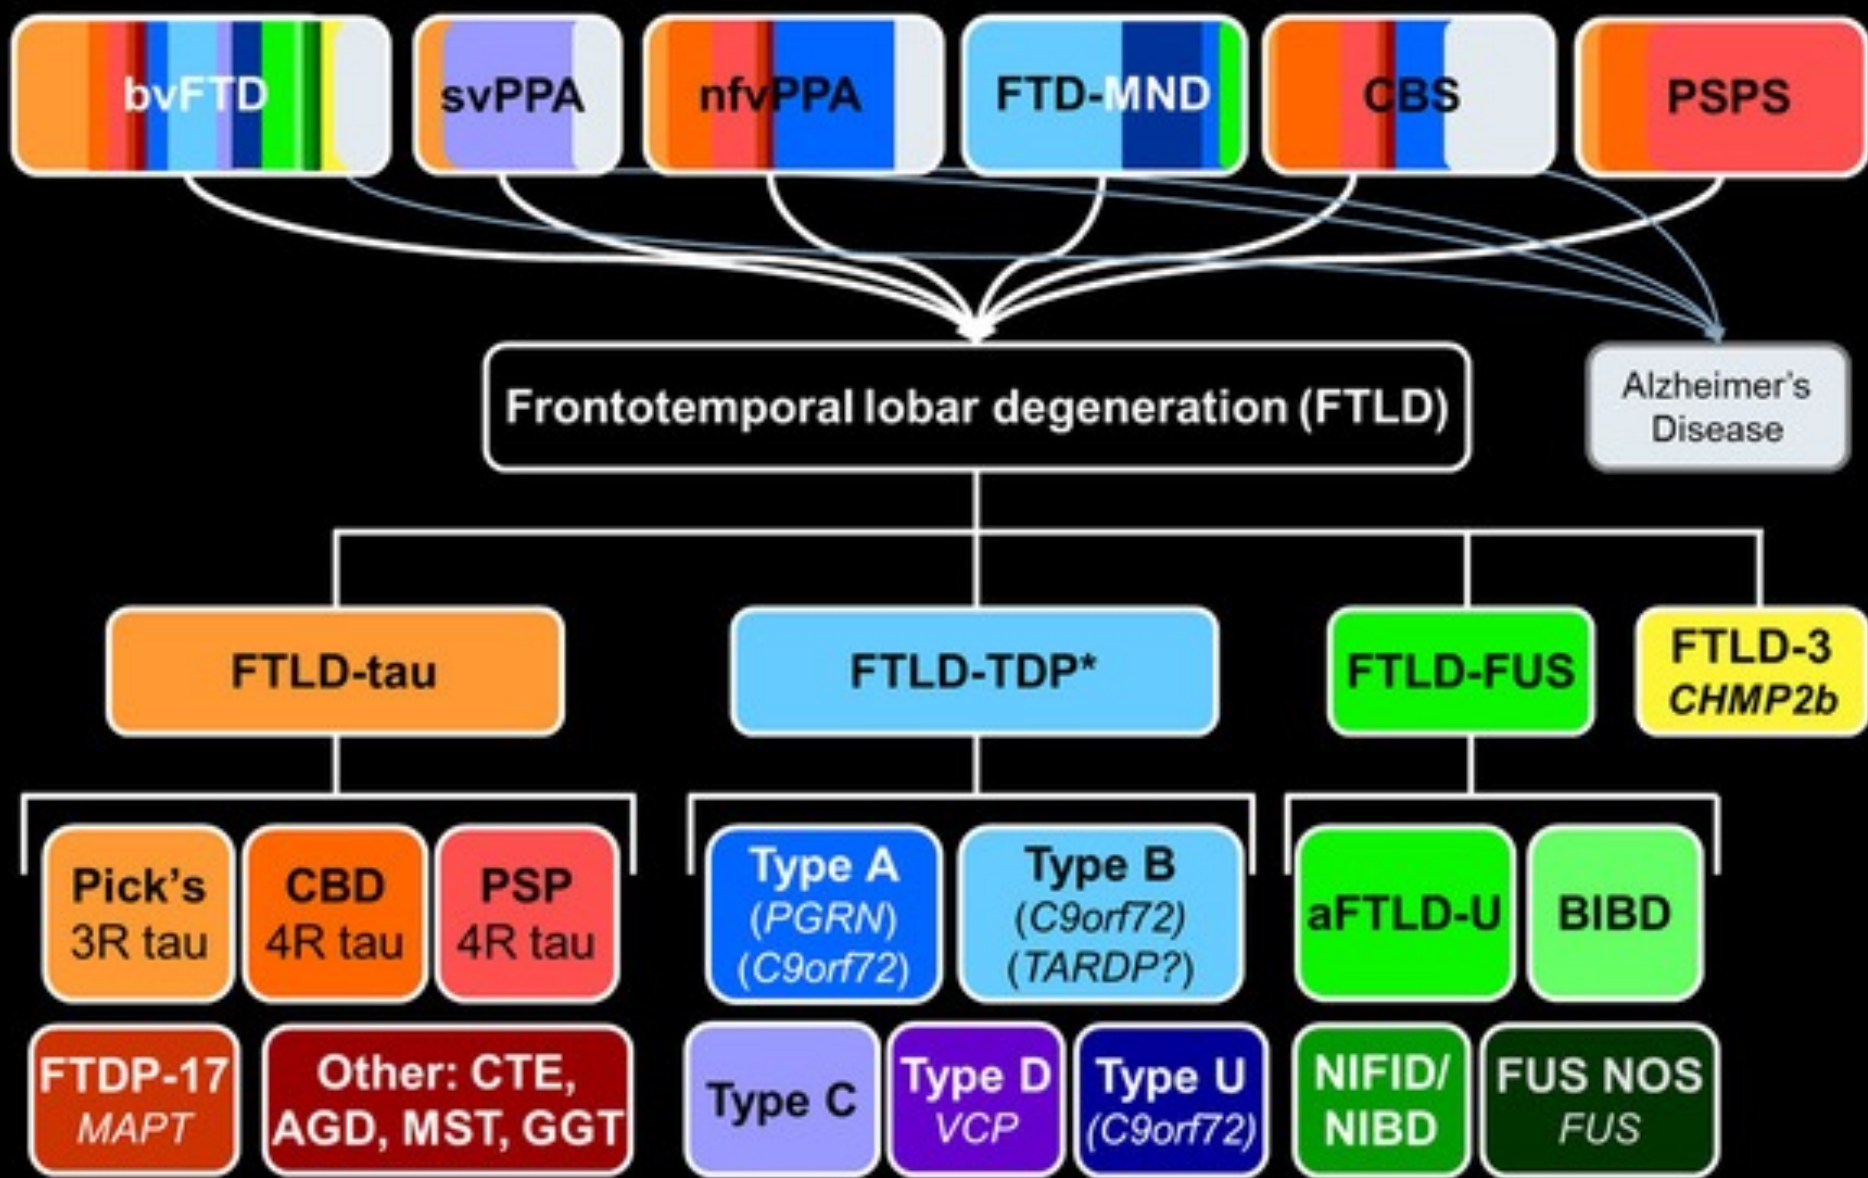 bvFTD
svPPA
nfvPPA
FTD-MND
CBS
PSPS
Frontotemporal lobar degeneration (FTLD)
Alzheimer's
Disease
FTLD-tau
FTLD-TDP*
FTLD-FUS
FTLD-3
CHMP2b
Pick's
3R tau
CBD
4R tau
PSP
4R tau
Type A
(PGRN)
(C9orf72)
Type B
(C9orf72)
(TARDP?)
aFTLD-U
BIBD
FTDP-17
MAPT
Other: CTE,
AGD, MST, GGT
Type C
Type D
VCP
Type U
(C9orf72)
NIFID/
NIBD
FUS NOS
FUS